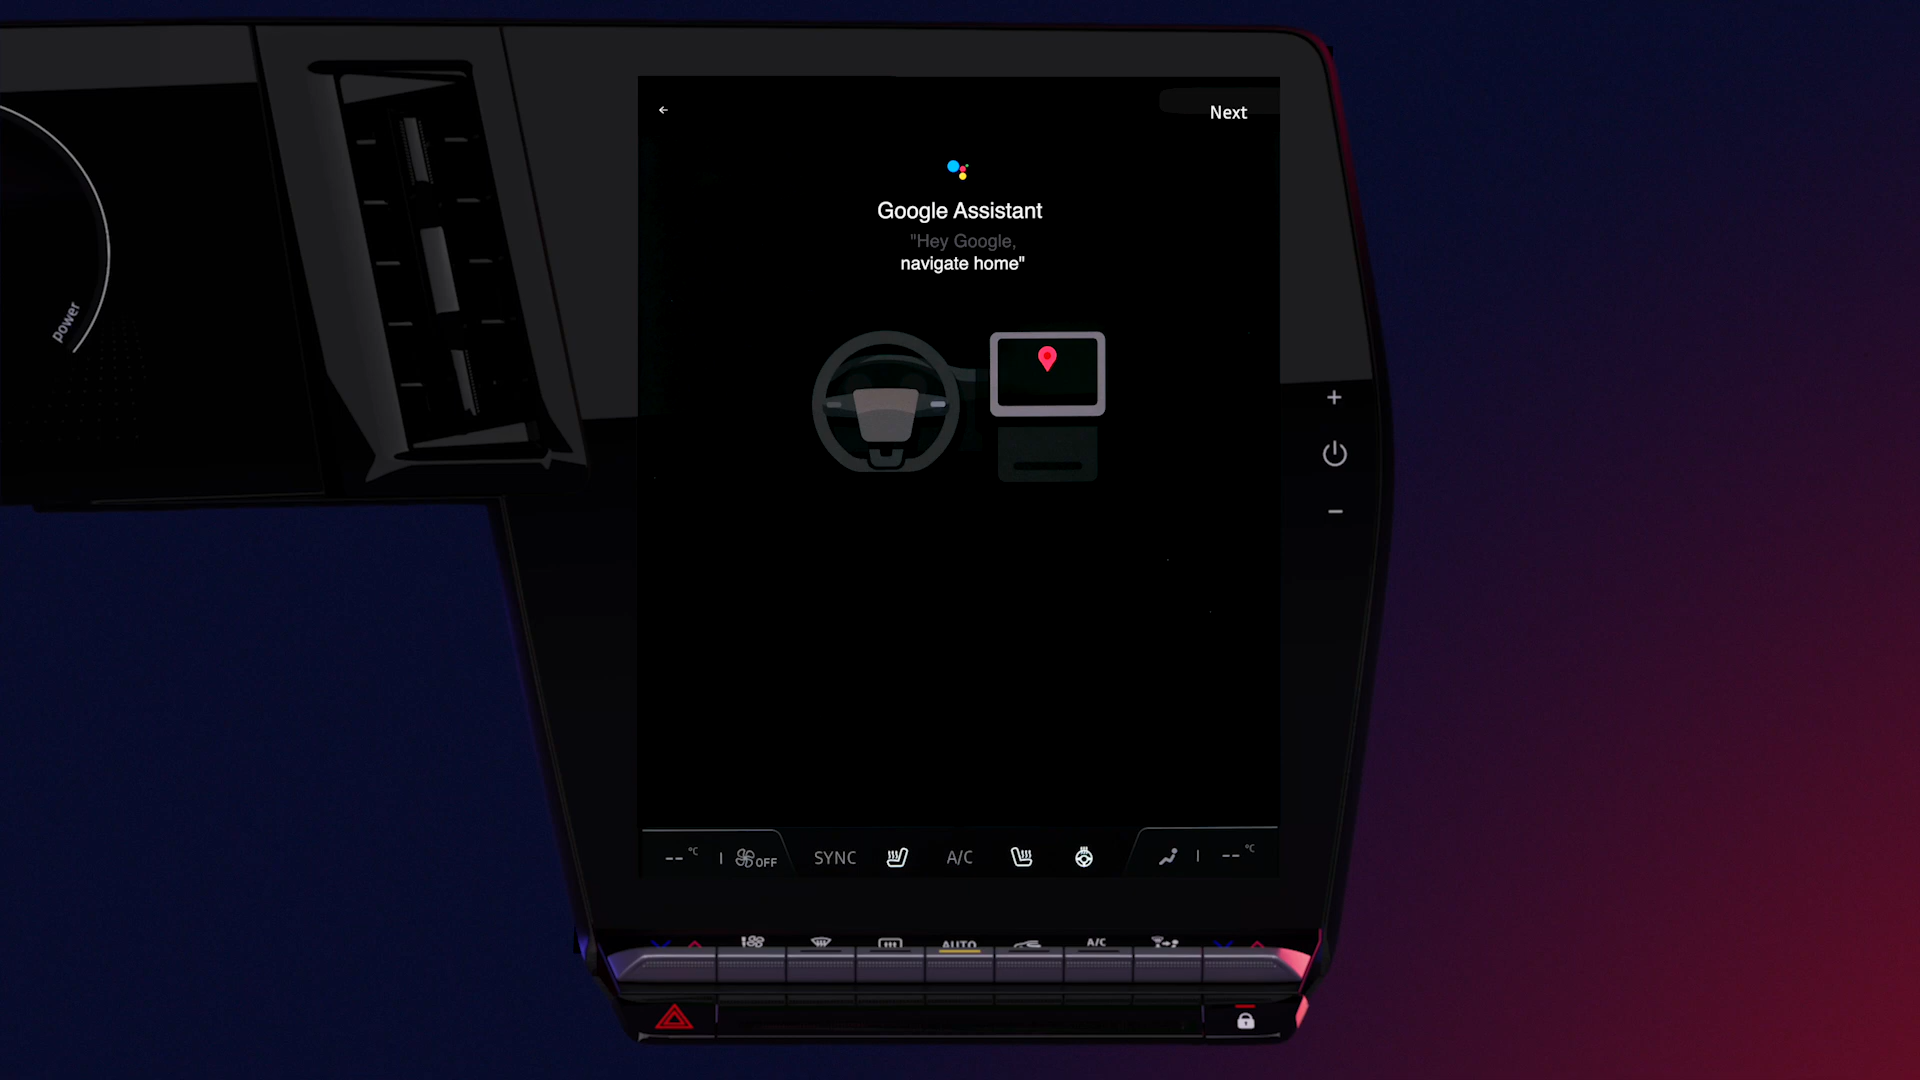 power
Next
Google Assistant
"Hey Google,
navigate home"
-- °C
OFF
SYNC
A/C
-- °C
AUTO
A/C